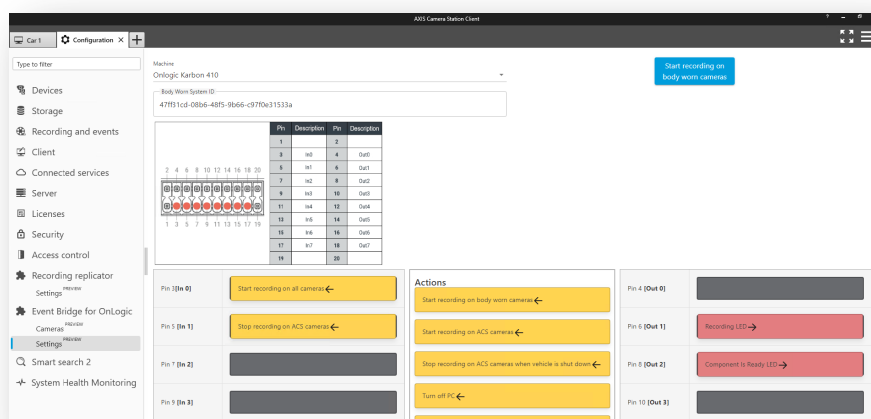 AXIS Camera Station Client
Car 1
Configuration
Type to filter
Devices
Storage
Recording and events
Client
Connected services
Server
Licenses
Security
Access control
Recording replicator
Settings PREVIEW
Event Bridge for OnLogic
Cameras PREVIEW
Settings PREVIEW
Smart search 2
System Health Monitoring
Machine
Onlogic Karbon 410
Start recording on
body worn cameras
Body Worn System ID
47ff31cd-08b6-48f5-9b66-c97f0e31533a
2 4 6 8 10 12 14 16 18 20
1 3 5 7 9 11 13 15 17 19
Pin Description Pin Description
1 2
3 In0 4 Out0
5 In1 6 Out1
7 In2 8 Out2
9 In3 10 Out3
11 In4 12 Out4
13 In5 14 Out5
15 In6 16 Out6
17 In7 18 Out7
19 20
Pin 3[In 0]
Start recording on all cameras
Pin 5 [In 1]
Stop recording on ACS cameras
Pin 7 [In 2]
Pin 9 [In 3]
Actions
Start recording on body worn cameras
Start recording on ACS cameras
Stop recording on ACS cameras when vehicle is shut down
Turn off PC
Pin 4 [Out 0]
Pin 6 [Out 1]
Recording LED
Pin 8 [Out 2]
Component Is Ready LED
Pin 10 [Out 3]